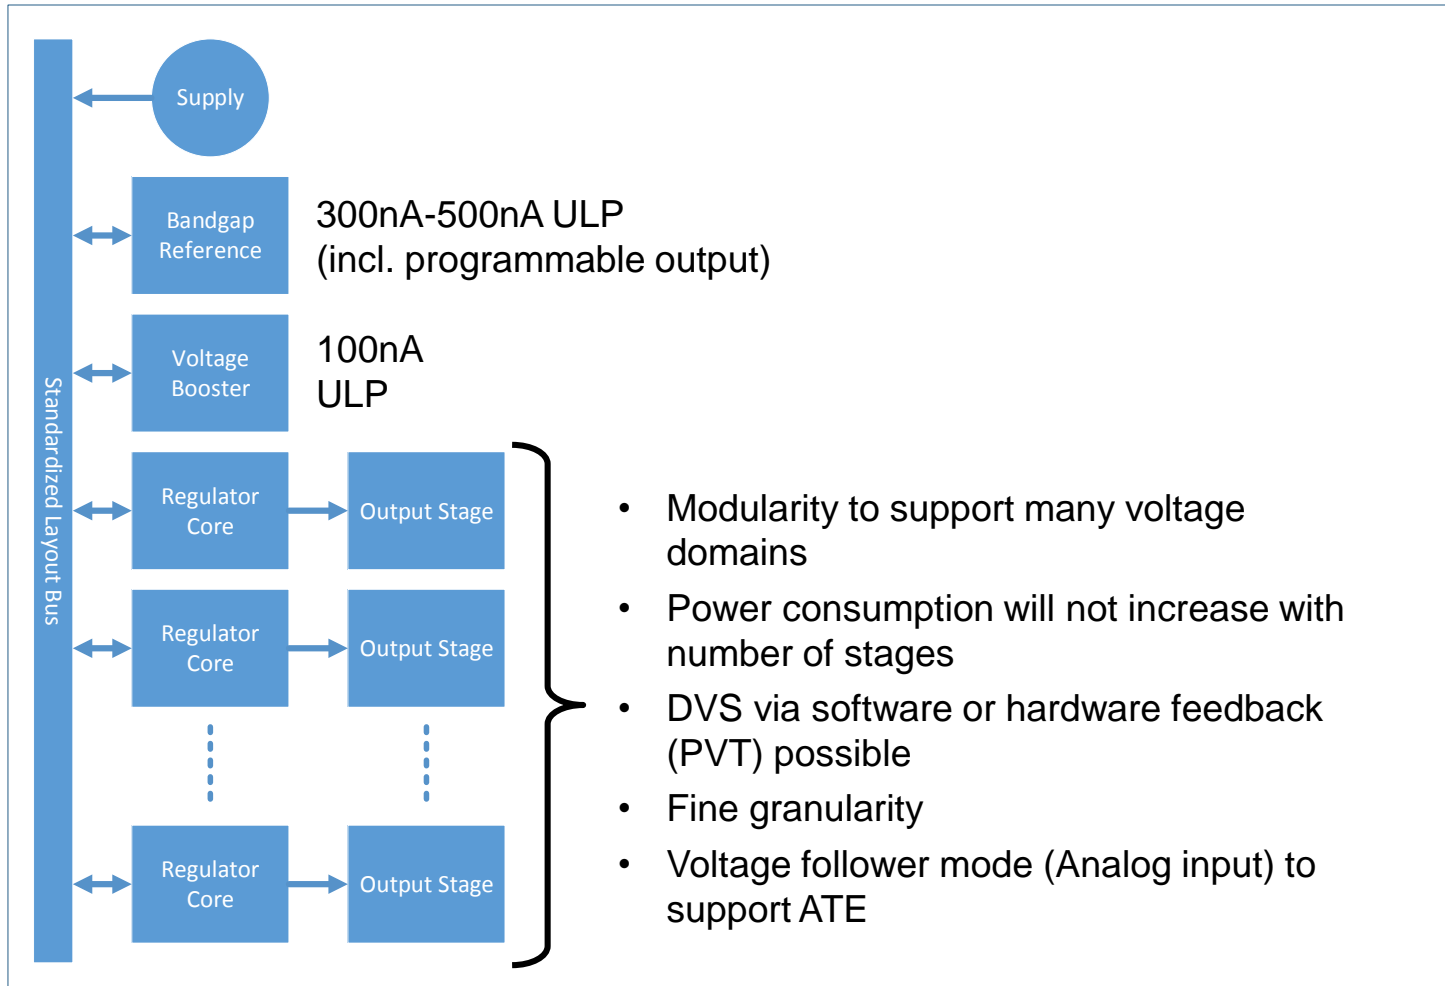 Supply
Standardized Layout Bus
Bandgap
Reference
300nA-500nA ULP
(incl. programmable output)
Voltage
Booster
100nA
ULP
Regulator
Core
Output Stage
Regulator
Core
Output Stage
Regulator
Core
Output Stage
• Modularity to support many voltage
domains
• Power consumption will not increase with
number of stages
• DVS via software or hardware feedback
(PVT) possible
• Fine granularity
• Voltage follower mode (Analog input) to
support ATE